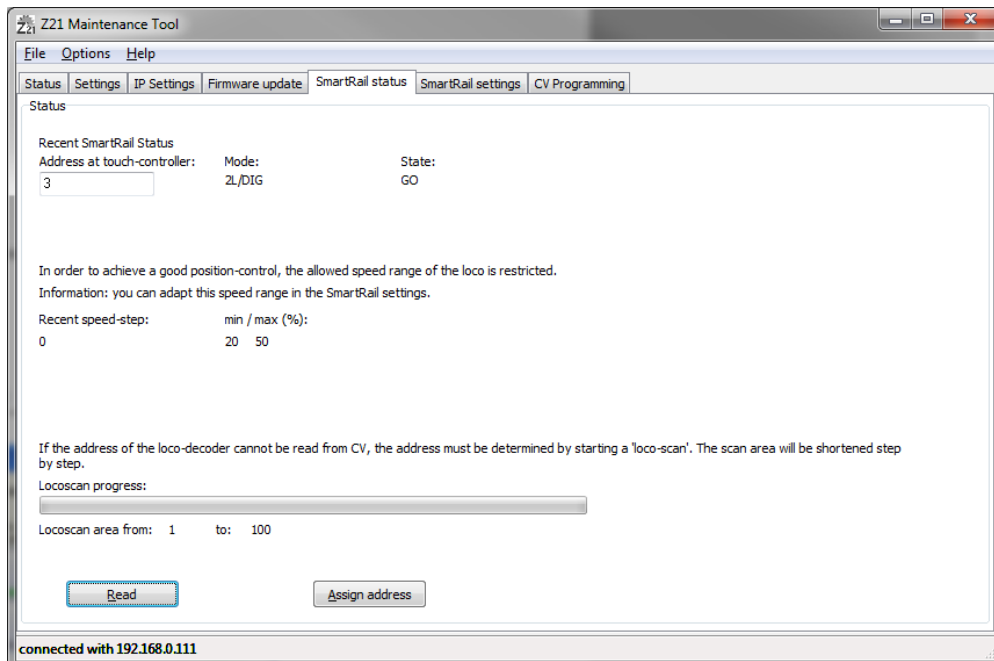 Z21 Maintenance Tool
File Options Help
Status Settings IP Settings Firmware update SmartRail status SmartRail settings CV Programming
Status
Recent SmartRail Status
Address at touch-controller: Mode: State:
3 2L/DIG GO
In order to achieve a good position-control, the allowed speed range of the loco is restricted.
Information: you can adapt this speed range in the SmartRail settings.
Recent speed-step: min / max (%):
0 20 50
If the address of the loco-decoder cannot be read from CV, the address must be determined by starting a 'loco-scan'. The scan area will be shortened step
by step.
Locoscan progress:
Locoscan area from: 1 to: 100
Read Assign address
connected with 192.168.0.111